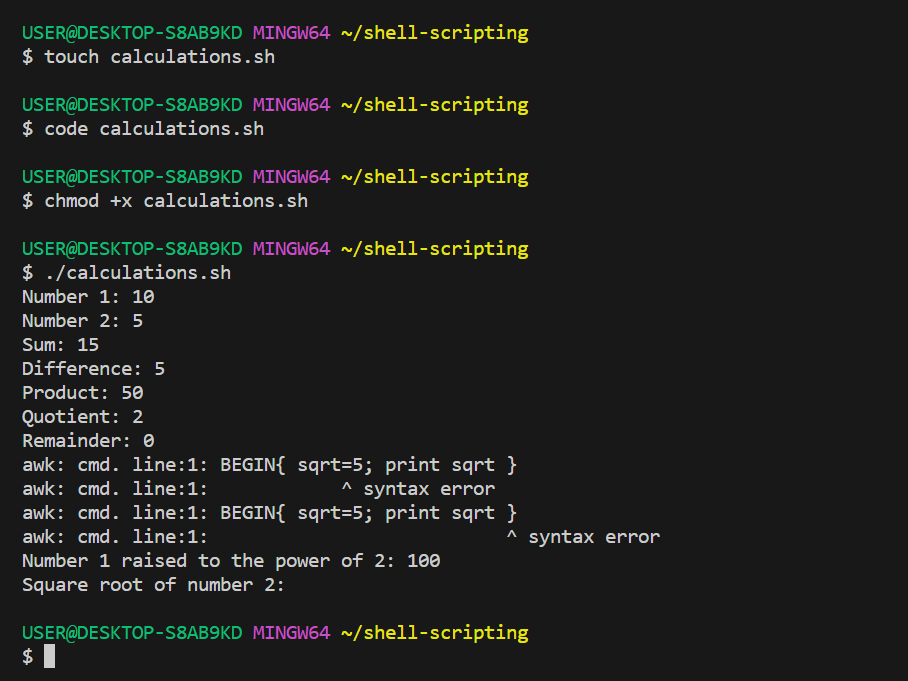 USER@DESKTOP-S8AB9KD MINGW64 ~/shell-scripting
$ touch calculations.sh
USER@DESKTOP-S8AB9KD MINGW64 ~/shell-scripting
$ code calculations.sh
USER@DESKTOP-S8AB9KD MINGW64 ~/shell-scripting
$ chmod +x calculations.sh
USER@DESKTOP-S8AB9KD MINGW64 ~/shell-scripting
$ ./calculations.sh
Number 1: 10
Number 2: 5
Sum: 15
Difference: 5
Product: 50
Quotient: 2
Remainder: 0
awk: cmd. line:1: BEGIN{ sqrt=5; print sqrt }
awk: cmd. line:1:            ^ syntax error
awk: cmd. line:1: BEGIN{ sqrt=5; print sqrt }
awk: cmd. line:1:                           ^ syntax error
Number 1 raised to the power of 2: 100
Square root of number 2:
USER@DESKTOP-S8AB9KD MINGW64 ~/shell-scripting
$